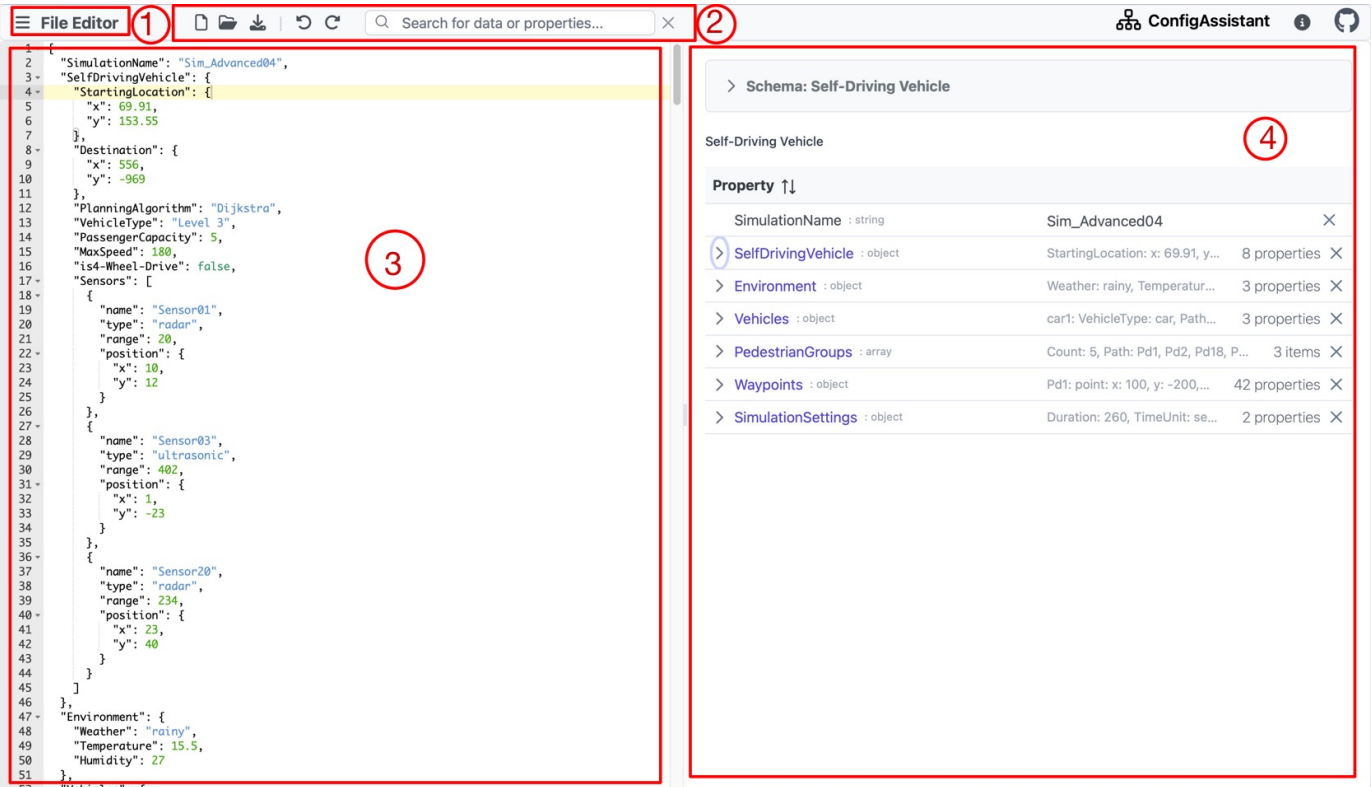 File Editor
1
Search for data or properties...
2
ConfigAssistant
1 {
2 "SimulationName": "Sim_Advanced04",
3 "SelfDrivingVehicle": {
4 "StartingLocation": {
5 "x": 69.91,
6 "y": 153.55
7 },
8 "Destination": {
9 "x": 556,
10 "y": -969
11 },
12 "PlanningAlgorithm": "Dijkstra",
13 "VehicleType": "Level 3",
14 "PassengerCapacity": 5,
15 "MaxSpeed": 180,
16 "is4-Wheel-Drive": false,
17 "Sensors": [
18 {
19 "name": "Sensor01",
20 "type": "radar",
21 "range": 20,
22 "position": {
23 "x": 10,
24 "y": 12
25 }
26 },
27 {
28 "name": "Sensor03",
29 "type": "ultrasonic",
30 "range": 402,
31 "position": {
32 "x": 1,
33 "y": -23
34 }
35 },
36 {
37 "name": "Sensor20",
38 "type": "radar",
39 "range": 234,
40 "position": {
41 "x": 23,
42 "y": 40
43 }
44 }
45 ]
46 },
47 "Environment": {
48 "Weather": "rainy",
49 "Temperature": 15.5,
50 "Humidity": 27
51 },
3
Schema: Self-Driving Vehicle
4
Self-Driving Vehicle
Property
SimulationName : string Sim_Advanced04
SelfDrivingVehicle : object StartingLocation: x: 69.91, y... 8 properties
Environment : object Weather: rainy, Temperatur... 3 properties
Vehicles : object car1: VehicleType: car, Path... 3 properties
PedestrianGroups : array Count: 5, Path: Pd1, Pd2, Pd18, P... 3 items
Waypoints : object Pd1: point: x: 100, y: -200,... 42 properties
SimulationSettings : object Duration: 260, TimeUnit: se... 2 properties